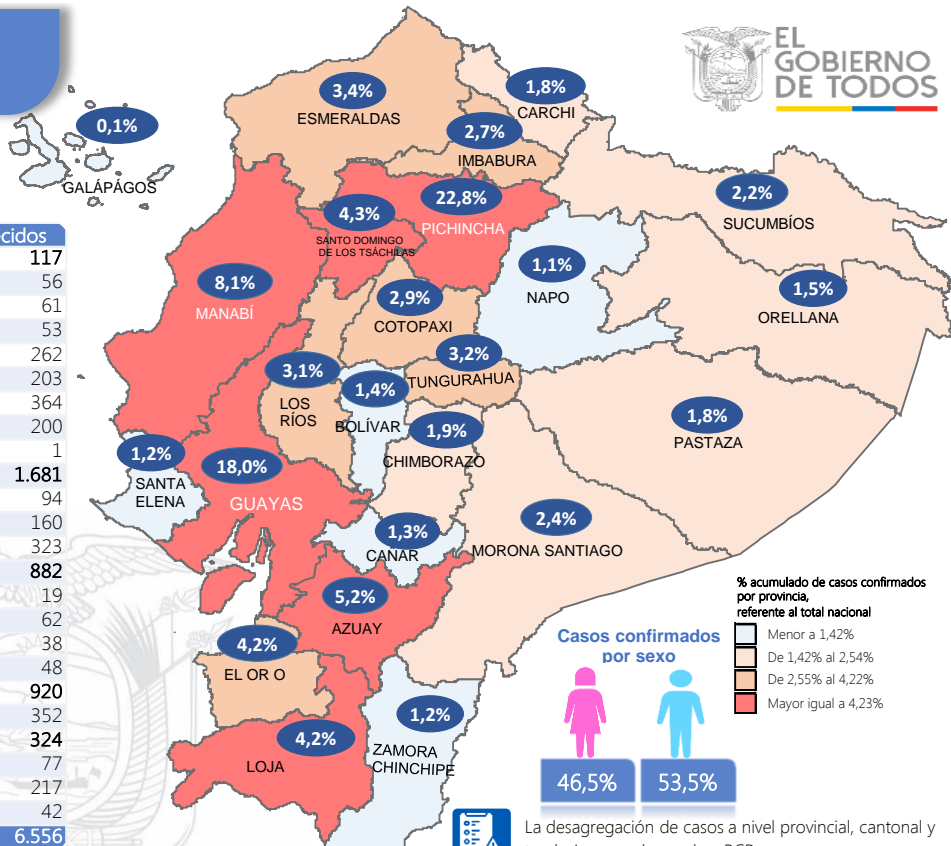 EL
GOBIERNO
DE TODOS
3,4%
ESMERALDAS
1,8%
CARCHI
0,1%
GALÁPÁGOS
2,7%
IMBABURA
22,8%
PICHINCHA
4,3%
SANTO DOMINGO
DE LOS TSÁCHILAS
2,2%
SUCUMBÍOS
1,1%
NAPO
1,5%
ORELLANA
8,1%
MANABÍ
2,9%
COTOPAXI
3,2%
TUNGURAHUA
3,1%
LOS
RÍOS
1,4%
BOLÍVAR
1,9%
CHIMBORAZO
1,8%
PASTAZA
1,2%
SANTA
ELENA
18,0%
GUAYAS
1,3%
CAÑAR
2,4%
MORONA SANTIAGO
5,2%
AZUAY
4,2%
EL OR O
4,2%
LOJA
1,2%
ZAMORA
CHINCHIPE
cidos
117
56
61
53
262
203
364
200
1
1.681
94
160
323
882
19
62
38
48
920
352
324
77
217
42
6.556
% acumulado de casos confirmados
por provincia,
referente al total nacional
Menor a 1,42%
De 1,42% al 2,54%
De 2,55% al 4,22%
Mayor igual a 4,23%
Casos confirmados
por sexo
46,5%
53,5%
La desagregación de casos a nivel provincial, cantonal y